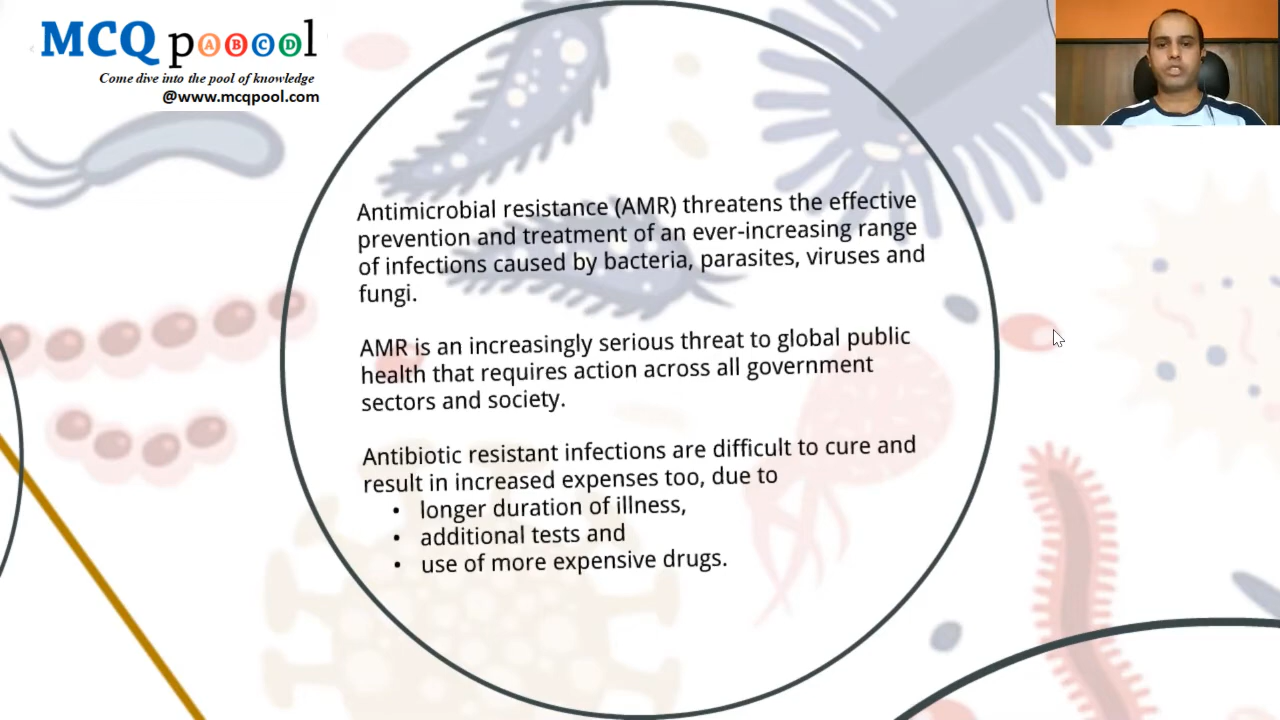 MCQ pooool
A B C D
Come dive into the pool of knowledge
@www.mcqpool.com
Antimicrobial resistance (AMR) threatens the effective
prevention and treatment of an ever-increasing range
of infections caused by bacteria, parasites, viruses and
fungi.
AMR is an increasingly serious threat to global public
health that requires action across all government
sectors and society.
Antibiotic resistant infections are difficult to cure and
result in increased expenses too, due to
• longer duration of illness,
• additional tests and
• use of more expensive drugs.